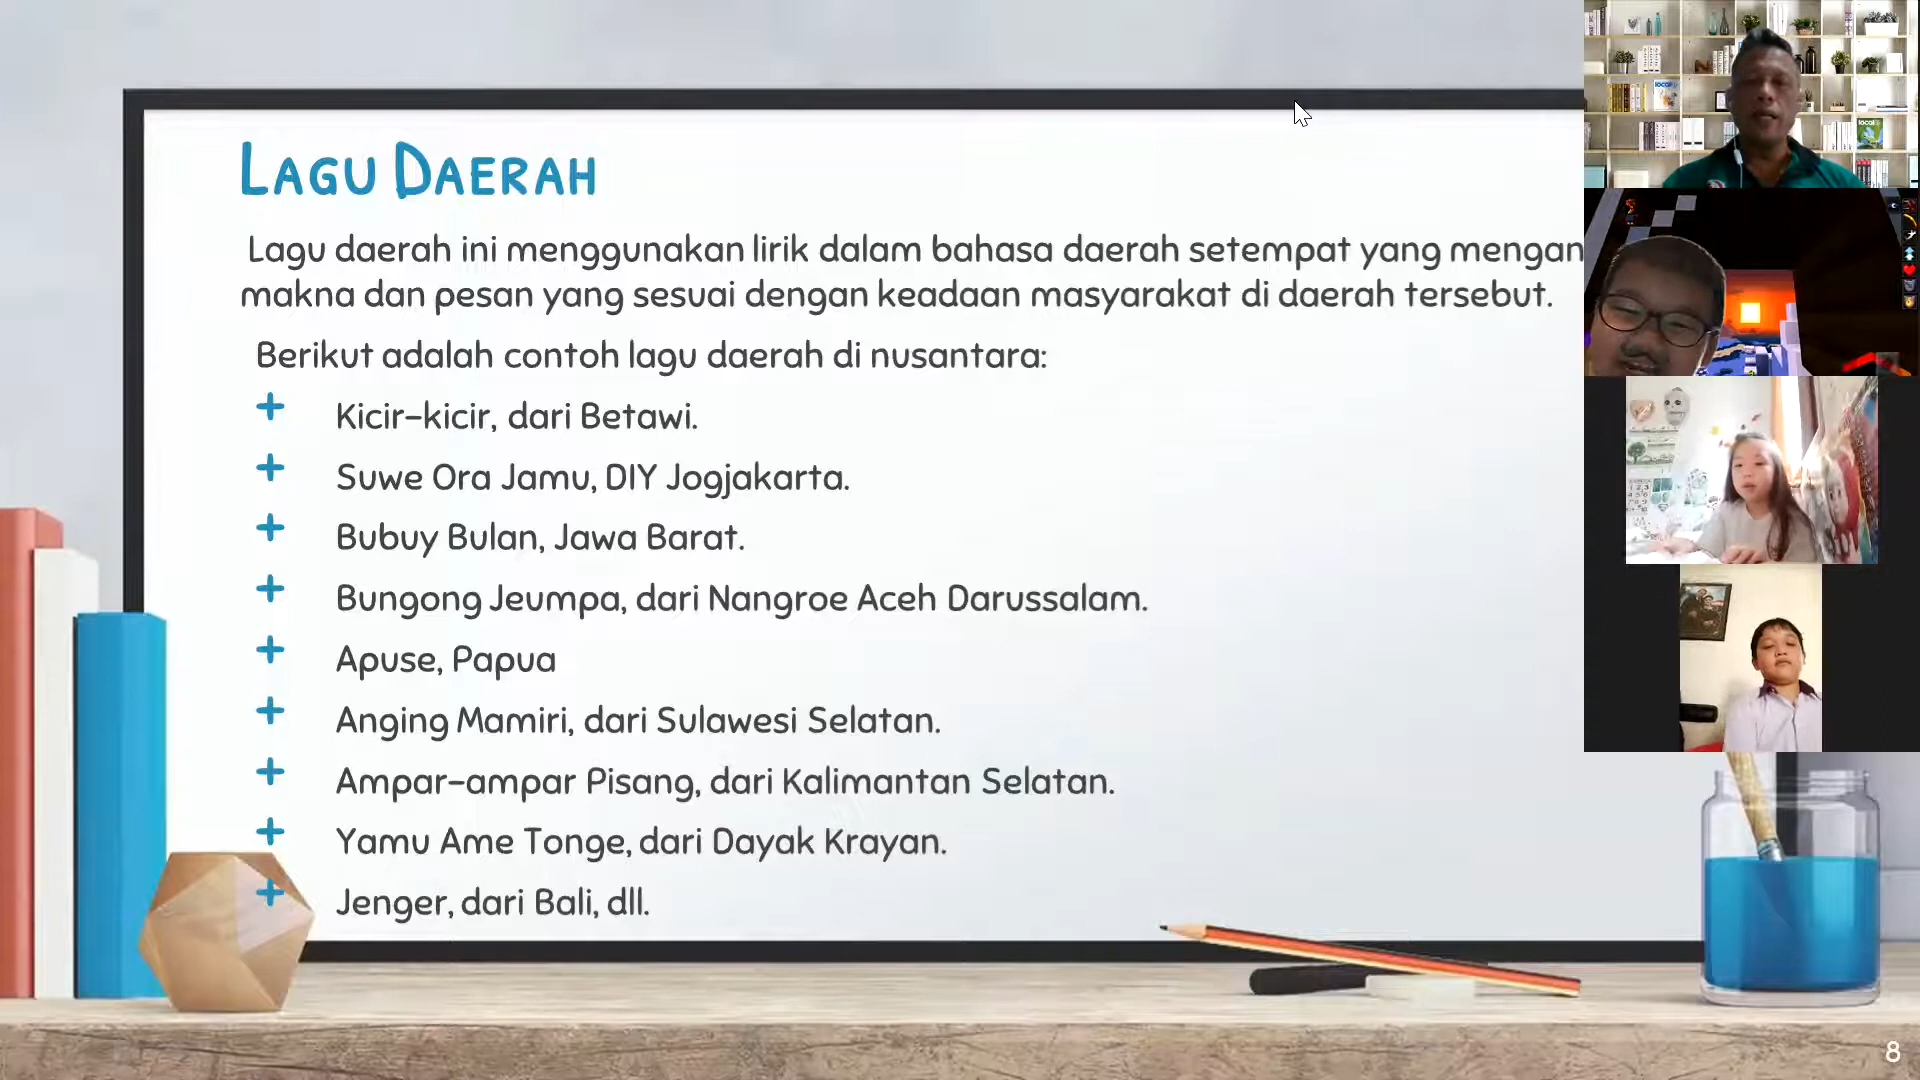 LAGU DAERAH
Lagu daerah ini menggunakan lirik dalam bahasa daerah setempat yang mengan
makna dan pesan yang sesuai dengan keadaan masyarakat di daerah tersebut.
Berikut adalah contoh lagu daerah di nusantara:
+ Kicir-kicir, dari Betawi.
+ Suwe Ora Jamu, DIY Jogjakarta.
+ Bubuy Bulan, Jawa Barat.
+ Bungong Jeumpa, dari Nangroe Aceh Darussalam.
+ Apuse, Papua
+ Anging Mamiri, dari Sulawesi Selatan.
+ Ampar-ampar Pisang, dari Kalimantan Selatan.
+ Yamu Ame Tonge, dari Dayak Krayan.
+ Jenger, dari Bali, dll.
8